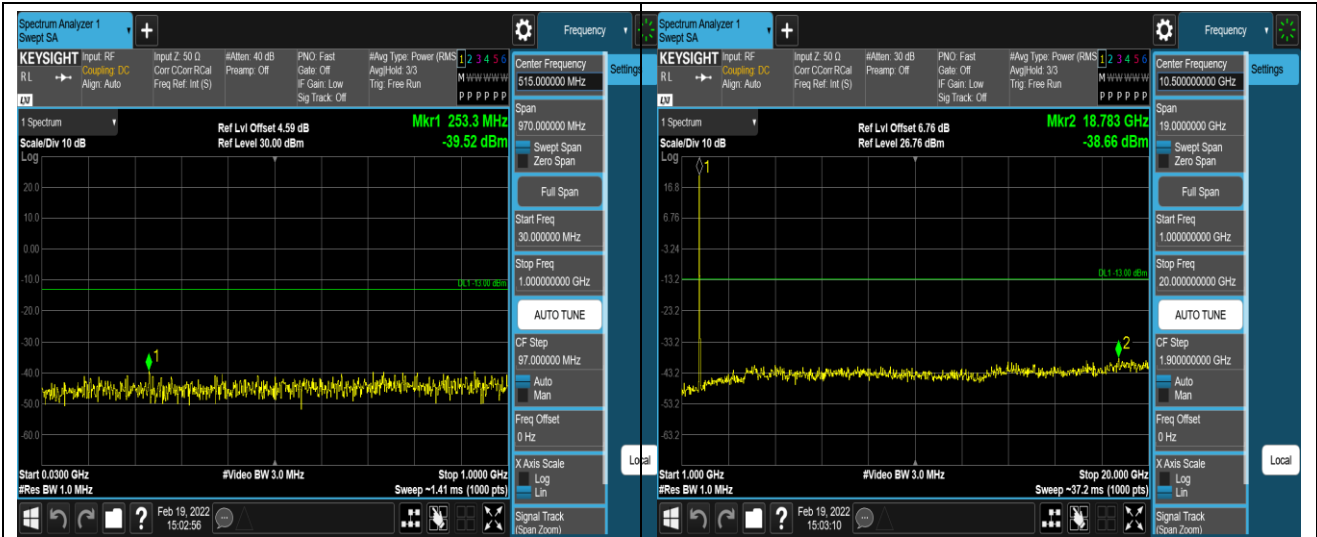 Spectrum Analyzer 1
Swept SA
+
Frequency
KEYSIGHT
RL
LXI
Input: RF
Coupling: DC
Align: Auto
Input Z: 50 Ω
Corr CCorr RCal
Freq Ref: Int (S)
#Atten: 40 dB
Preamp: Off
PNO: Fast
Gate: Off
IF Gain: Low
Sig Track: Off
#Avg Type: Power (RMS
Avg|Hold: 3/3
Trig: Free Run
1 2 3 4 5 6
M W W W W W
P P P P P P
Center Frequency
515.000000 MHz
Settings
1 Spectrum
Scale/Div 10 dB
Ref Lvl Offset 4.59 dB
Ref Level 30.00 dBm
Mkr1 253.3 MHz
-39.52 dBm
Span
970.000000 MHz
Swept Span
Zero Span
Full Span
Start Freq
30.000000 MHz
Stop Freq
1.000000000 GHz
AUTO TUNE
CF Step
97.000000 MHz
Auto
Man
Freq Offset
0 Hz
X Axis Scale
Log
Lin
Signal Track
(Span Zoom)
Local
Log
20.0
10.0
0.00
-10.0
-20.0
-30.0
-40.0
-50.0
-60.0
DL1 -13.00 dBm
1
Start 0.0300 GHz
#Res BW 1.0 MHz
#Video BW 3.0 MHz
Stop 1.0000 GHz
Sweep ~1.41 ms (1000 pts)
?
Feb 19, 2022
15:02:56
Spectrum Analyzer 1
Swept SA
+
Frequency
KEYSIGHT
RL
LXI
Input: RF
Coupling: DC
Align: Auto
Input Z: 50 Ω
Corr CCorr RCal
Freq Ref: Int (S)
#Atten: 30 dB
Preamp: Off
PNO: Fast
Gate: Off
IF Gain: Low
Sig Track: Off
#Avg Type: Power (RMS
Avg|Hold: 3/3
Trig: Free Run
1 2 3 4 5 6
M W W W W W
P P P P P P
Center Frequency
10.500000000 GHz
Settings
1 Spectrum
Scale/Div 10 dB
Ref Lvl Offset 6.76 dB
Ref Level 26.76 dBm
Mkr2 18.783 GHz
-38.66 dBm
Span
19.0000000 GHz
Swept Span
Zero Span
Full Span
Start Freq
1.000000000 GHz
Stop Freq
20.000000000 GHz
AUTO TUNE
CF Step
1.900000000 GHz
Auto
Man
Freq Offset
0 Hz
X Axis Scale
Log
Lin
Signal Track
(Span Zoom)
Local
Log
16.8
6.76
-3.24
-13.2
-23.2
-33.2
-43.2
-53.2
-63.2
DL1 -13.00 dBm
1
2
Start 1.000 GHz
#Res BW 1.0 MHz
#Video BW 3.0 MHz
Stop 20.000 GHz
Sweep ~37.2 ms (1000 pts)
?
Feb 19, 2022
15:03:10